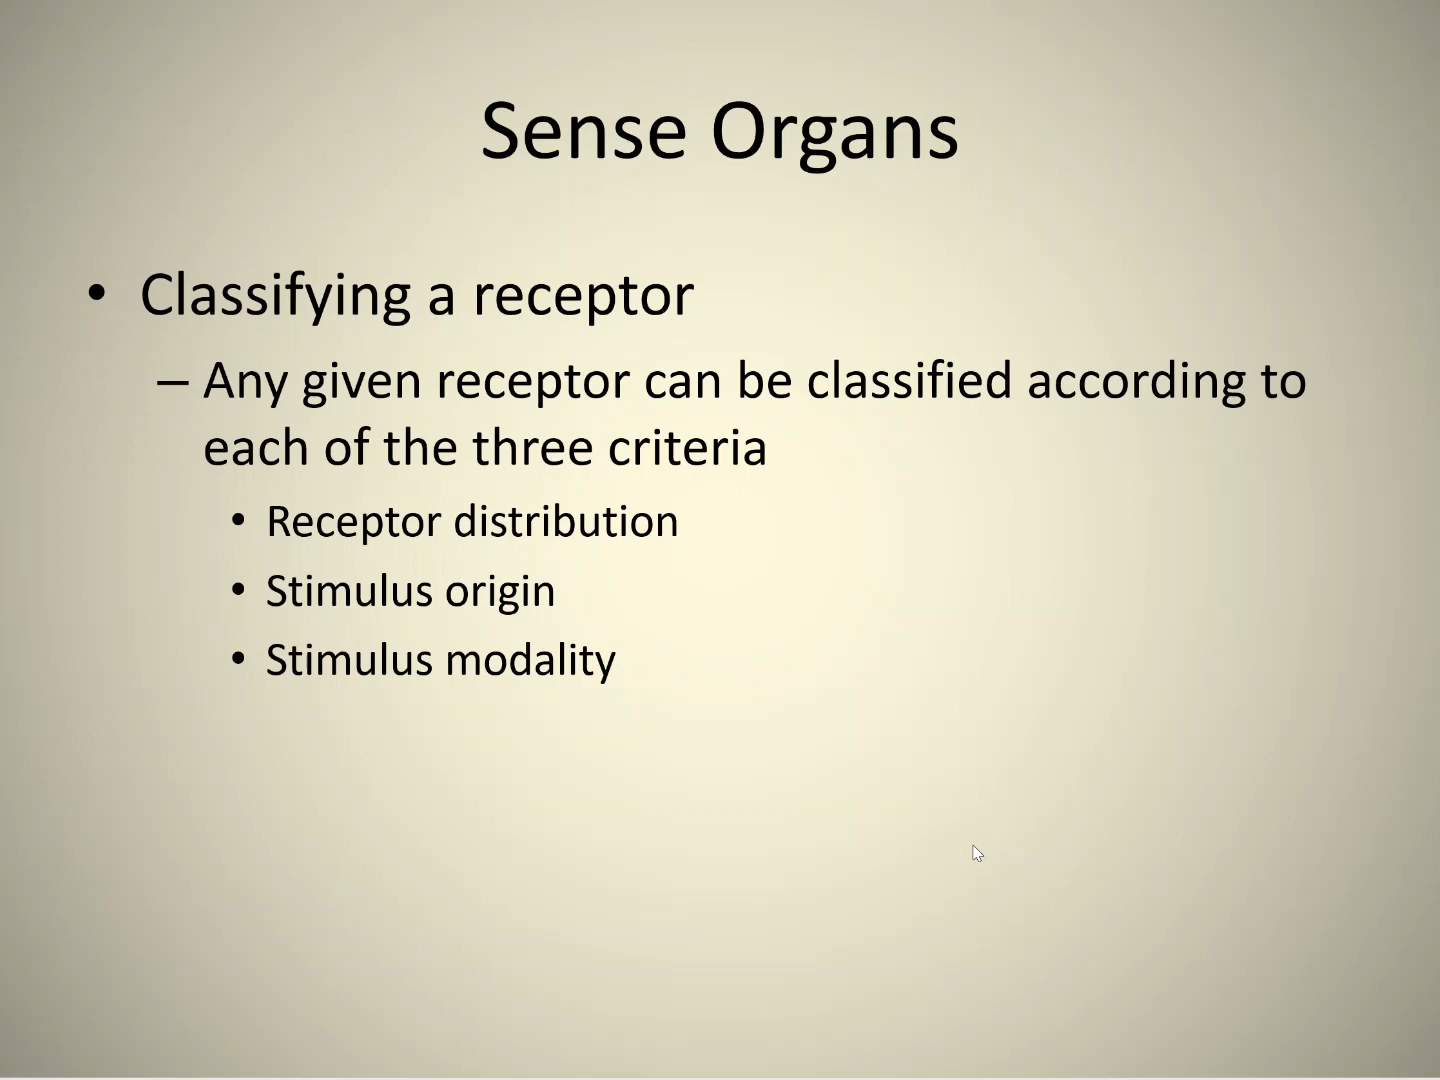 Sense Organs
• Classifying a receptor
– Any given receptor can be classified according to
each of the three criteria
• Receptor distribution
• Stimulus origin
• Stimulus modality